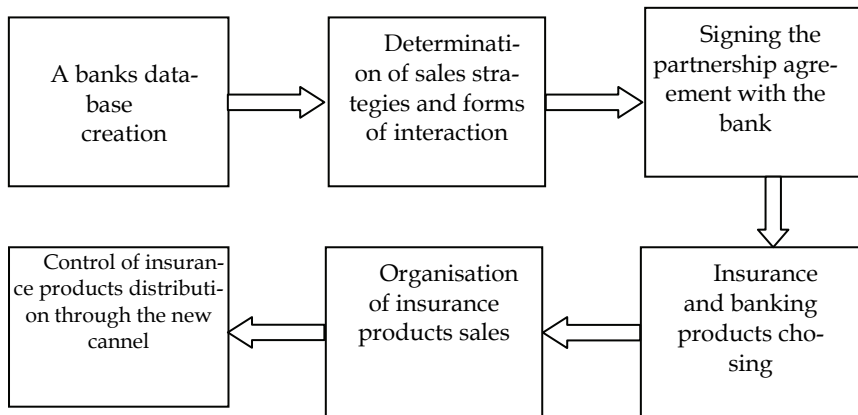 A banks data-
base
creation
Determinati-
on of sales stra-
tegies and forms
of interaction
Signing the
partnership agre-
ement with the
bank
Insurance
and banking
products cho-
sing
Organisation
of insurance
products sales
Control of insuran-
ce products distributi-
on through the new
cannel